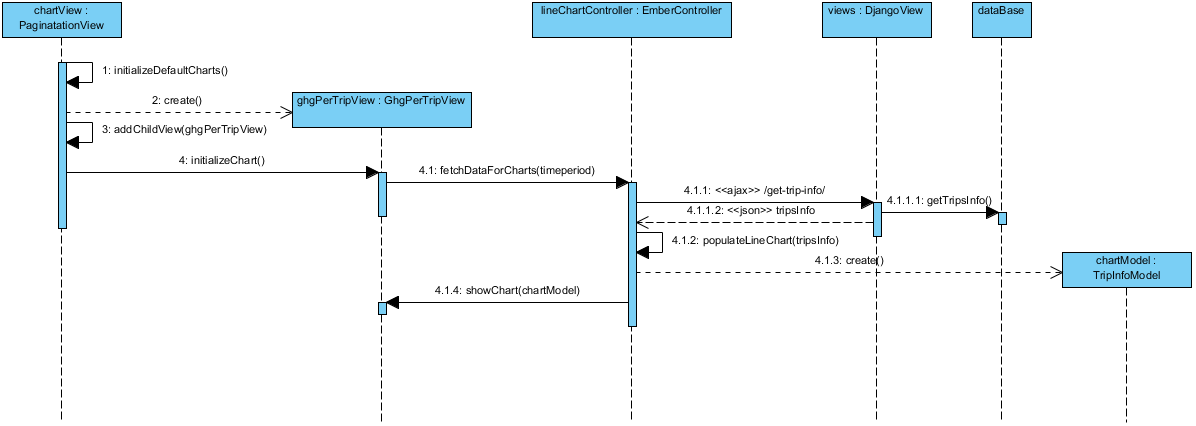 chartView :
PaginatationView
lineChartController : EmberController
views : DjangoView
dataBase
1: initializeDefaultCharts()
2: create()
ghgPerTripView : GhgPerTripView
3: addChildView(ghgPerTripView)
4: initializeChart()
4.1: fetchDataForCharts(timeperiod)
4.1.1: <<ajax>> /get-trip-info/
4.1.1.1: getTripsInfo()
4.1.1.2: <<json>> tripsInfo
4.1.2: populateLineChart(tripsInfo)
4.1.3: create()
chartModel :
TripInfoModel
4.1.4: showChart(chartModel)